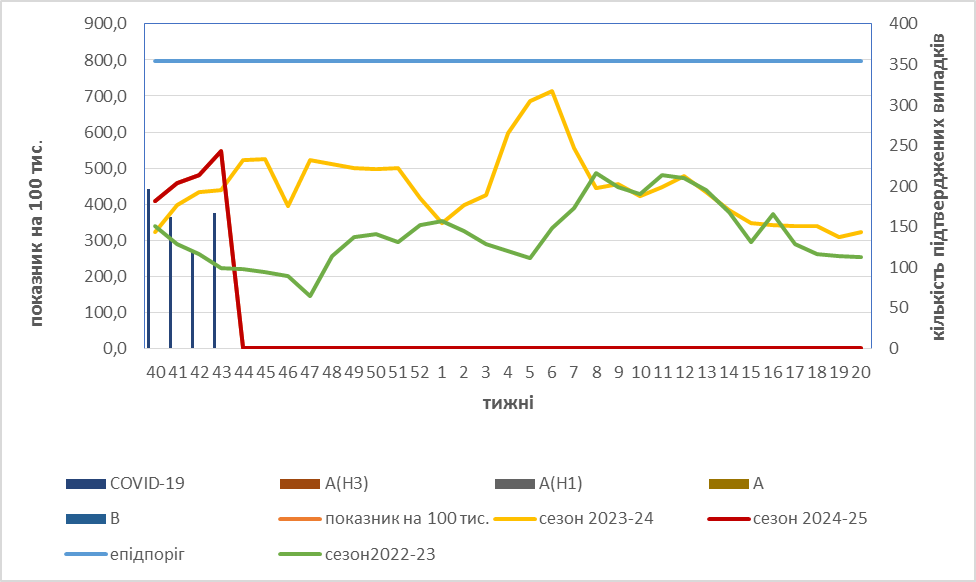 показник на 100 тис.
900,0
800,0
700,0
600,0
500,0
400,0
300,0
200,0
100,0
0,0
400
350
300
250
200
150
100
50
0
кількість підтверджених випадків
40 41 42 43 44 45 46 47 48 49 50 51 52 1 2 3 4 5 6 7 8 9 10 11 12 13 14 15 16 17 18 19 20
тижні
COVID-19 A(H3) A(H1) A
B показник на 100 тис. сезон 2023-24 сезон 2024-25
епідпоріг сезон2022-23